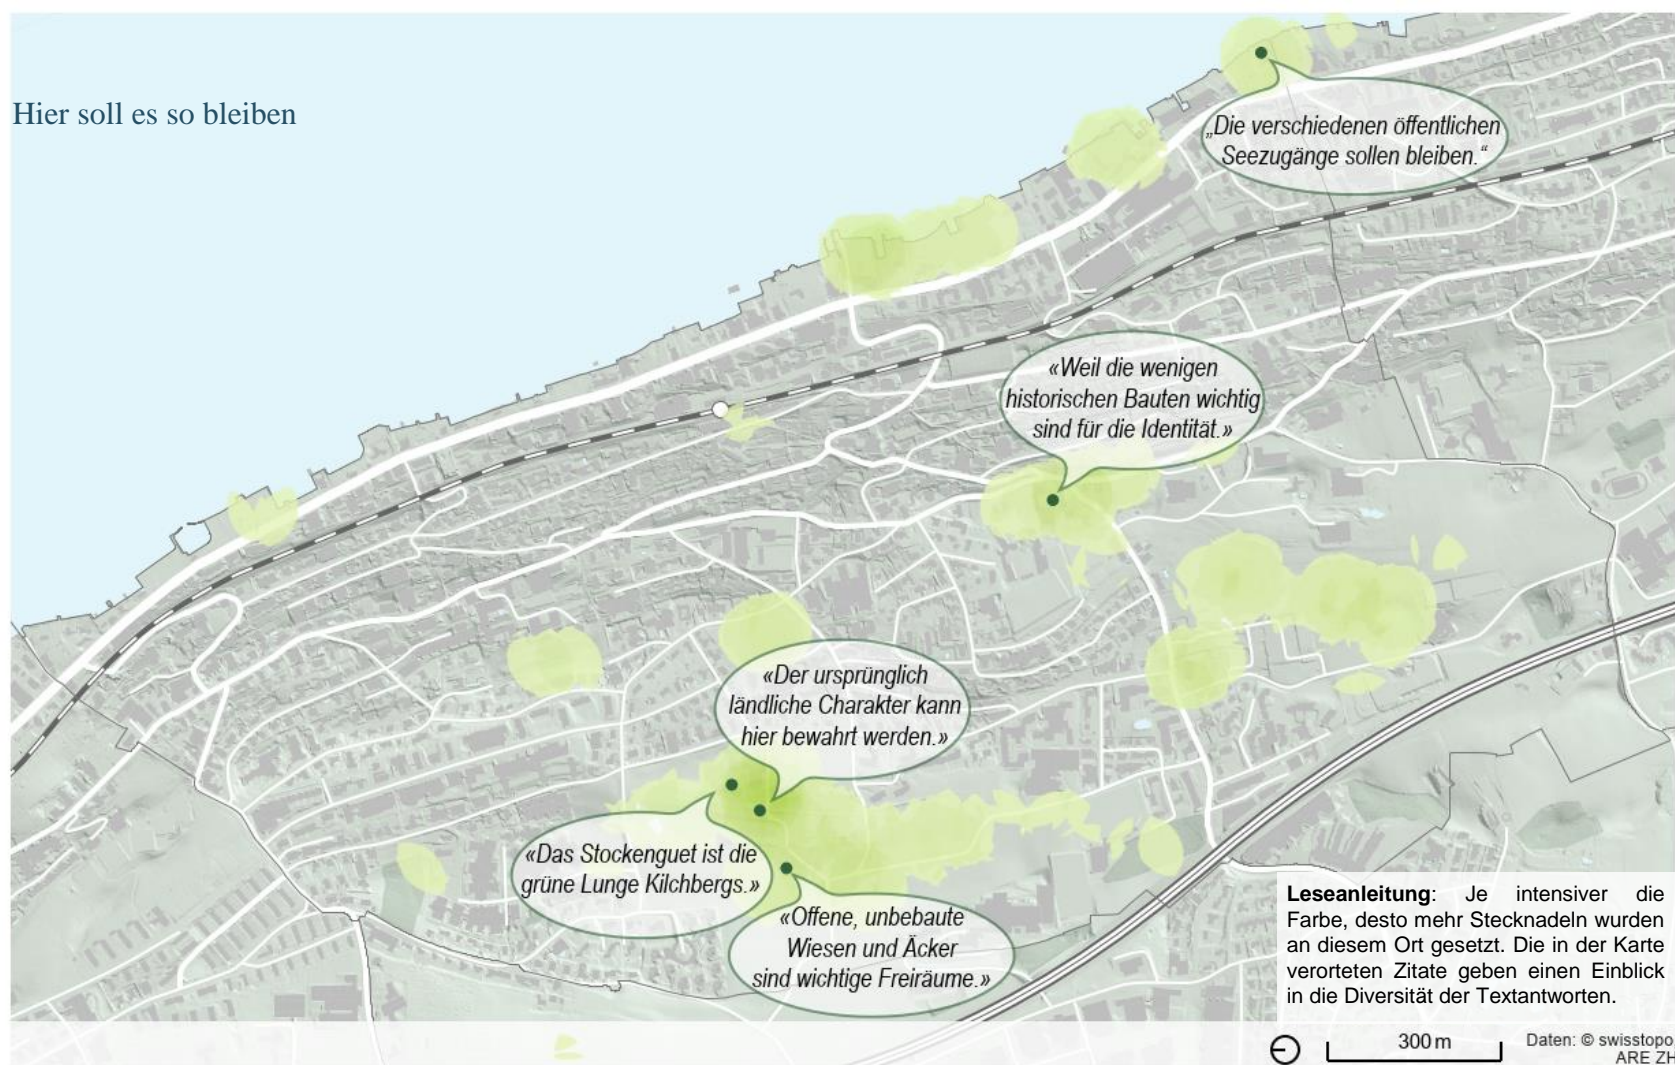 Hier soll es so bleiben
„Die verschiedenen öffentlichen
Seezugänge sollen bleiben.“
«Weil die wenigen
historischen Bauten wichtig
sind für die Identität.»
«Der ursprünglich
ländliche Charakter kann
hier bewahrt werden.»
«Das Stockenguet ist die
grüne Lunge Kilchbergs.»
«Offene, unbebaute
Wiesen und Äcker
sind wichtige Freiräume.»
Leseanleitung: Je intensiver die
Farbe, desto mehr Stecknadeln wurden
an diesem Ort gesetzt. Die in der Karte
verorteten Zitate geben einen Einblick
in die Diversität der Textantworten.
300 m
Daten: © swisstopo
ARE ZH